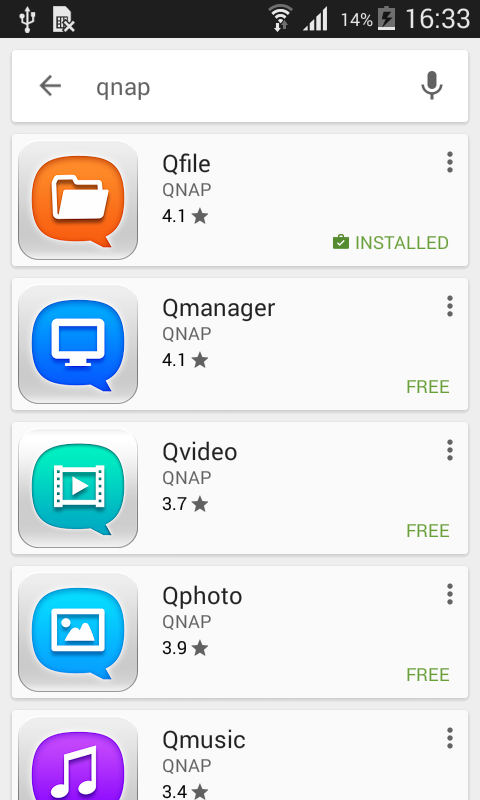 14% 16:33
qnap
Qfile
QNAP
4.1
INSTALLED
Qmanager
QNAP
4.1
FREE
Qvideo
QNAP
3.7
FREE
Qphoto
QNAP
3.9
FREE
Qmusic
QNAP
3.4